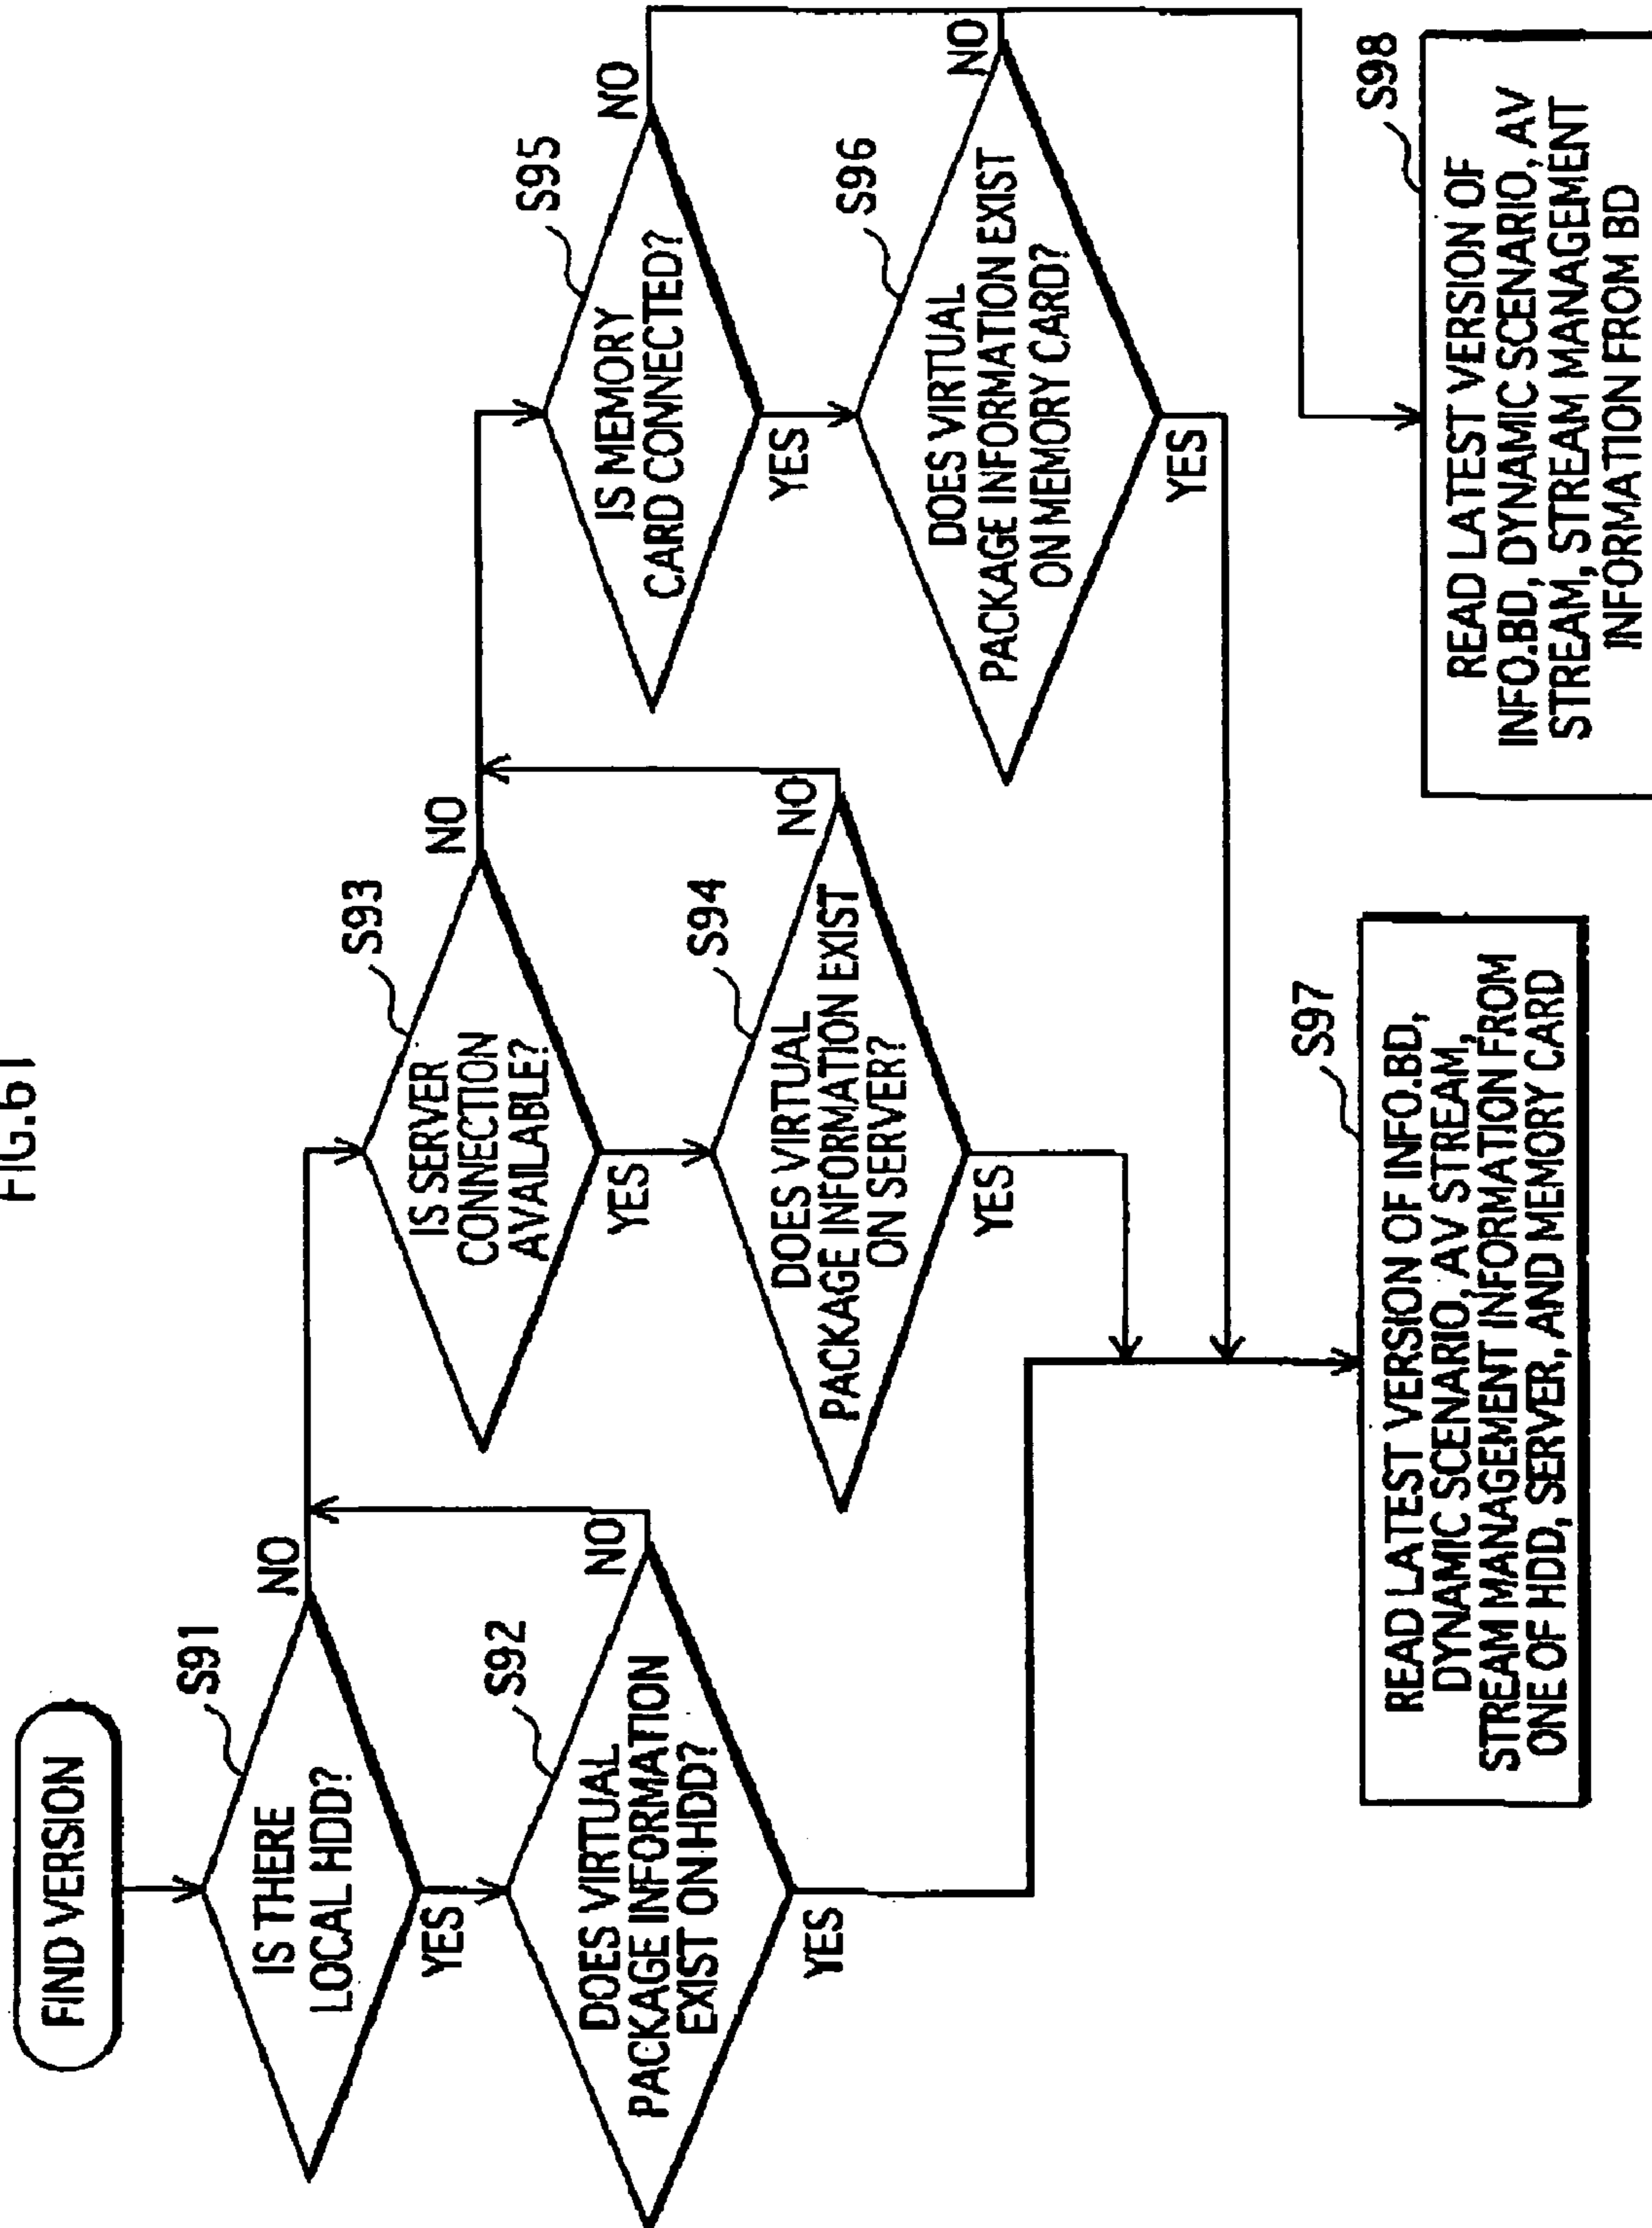 FIG.61
FIND VERSION
S91
IS THERE
LOCAL HDD?
NO
YES
S92
DOES VIRTUAL
PACKAGE INFORMATION
EXIST ON HDD?
NO
YES
S93
IS SERVER
CONNECTION
AVAILABLE?
NO
YES
S94
DOES VIRTUAL
PACKAGE INFORMATION EXIST
ON SERVER?
NO
YES
S95
IS MEMORY
CARD CONNECTED?
NO
YES
S96
DOES VIRTUAL
PACKAGE INFORMATION EXIST
ON MEMORY CARD?
NO
YES
S97
READ LATEST VERSION OF INFO.BD,
DYNAMIC SCENARIO, AV STREAM,
STREAM MANAGEMENT INFORMATION FROM
ONE OF HDD, SERVER, AND MEMORY CARD
S98
READ LATEST VERSION OF
INFO.BD, DYNAMIC SCENARIO, AV
STREAM, STREAM MANAGEMENT
INFORMATION FROM BD